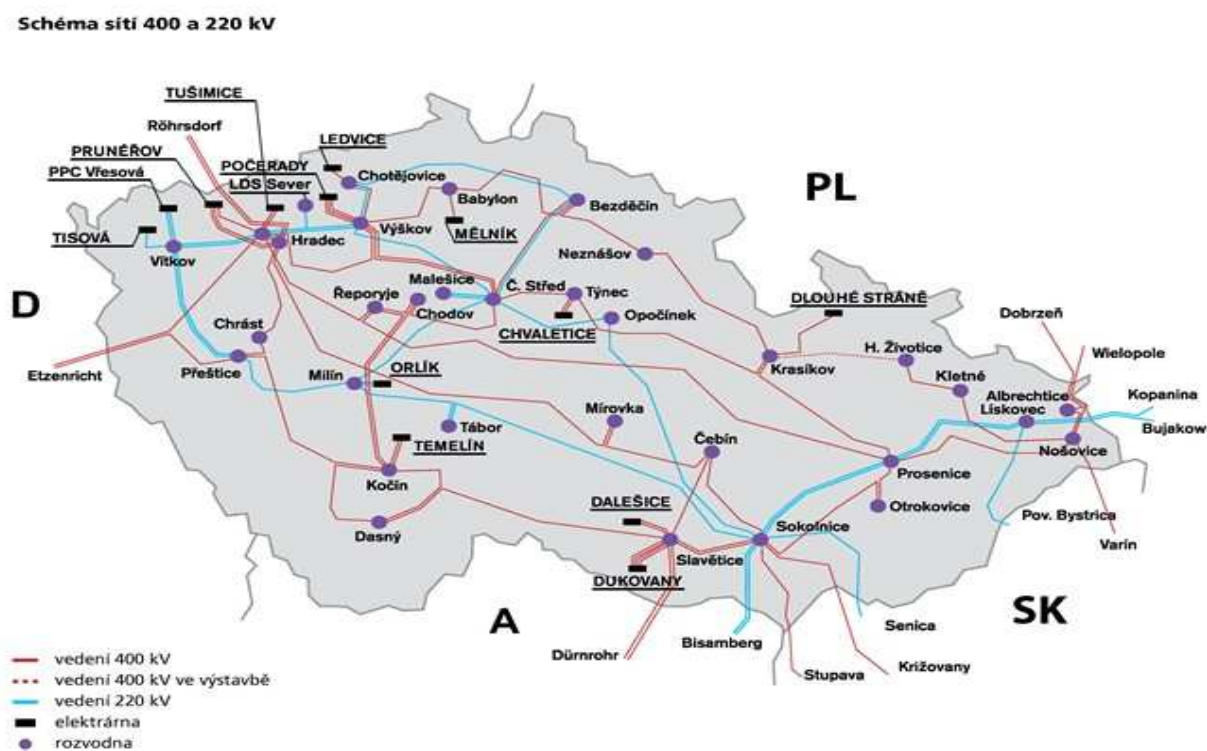 Schéma sítí 400 a 220 kV
TUŠIMICE
Röhrsdorf
LEDVICE
PRUNÉŘOV
POČERADY
PPC Vřesová
LDS Sever
Chotějovice
Babylon
Bezděčín
PL
TISOVÁ
Vítkov
Hradec
Výškov
MĚLNÍK
Neznášov
D
Malešice
Č. Střed
Týnec
Řeporyje
Chodov
CHVALETICE
Opočínek
DLOUHÉ STRÁNĚ
Dobrzeń
Chrást
Wielopole
Etzenricht
Přeštice
Milín
ORLÍK
Krasíkov
H. Životice
Kletné
Albrechtice
Kopanina
Lískovec
Bujakow
Mírovka
Tábor
TEMELÍN
Čebín
Nošovice
Kočín
Prosenice
Dasný
DALEŠICE
Otrokovice
Pov. Bystrica
Sokolnice
Varín
Slavětice
DUKOVANY
A
SK
Senica
Bisamberg
Dürnrohr
Stupava
Križovany
vedení 400 kV
vedení 400 kV ve výstavbě
vedení 220 kV
elektrárna
rozvodna